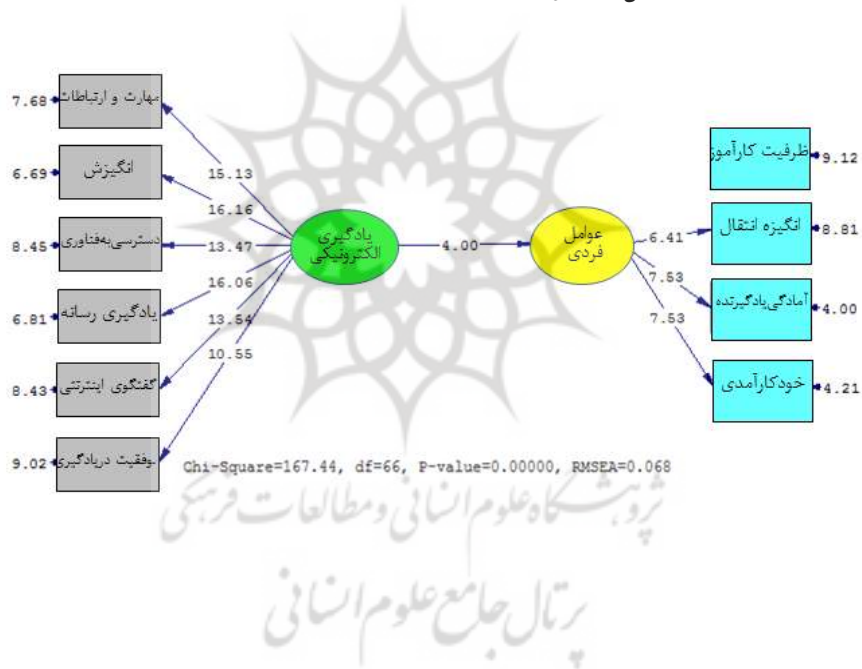 مهارت و ارتباطات
7.68
انگیزش
6.69
دسترسی‌به‌فناوری
8.45
یادگیری رسانه
6.81
گفتگوی اینترنتی
8.43
موفقیت دریادگیری
9.02
15.13
16.16
13.47
16.06
13.54
10.55
یادگیری
الکترونیکی
4.00
عوامل
فردی
6.41
7.53
7.53
ظرفیت کارآموز
9.12
انگیزه انتقال
8.81
آمادگی‌یادگیرنده
4.00
خودکارآمدی
4.21
Chi-Square=167.44, df=66, P-value=0.00000, RMSEA=0.068
پژوهشگاه علوم انسانی و مطالعات فرهنگی
پرتال جامع علوم انسانی